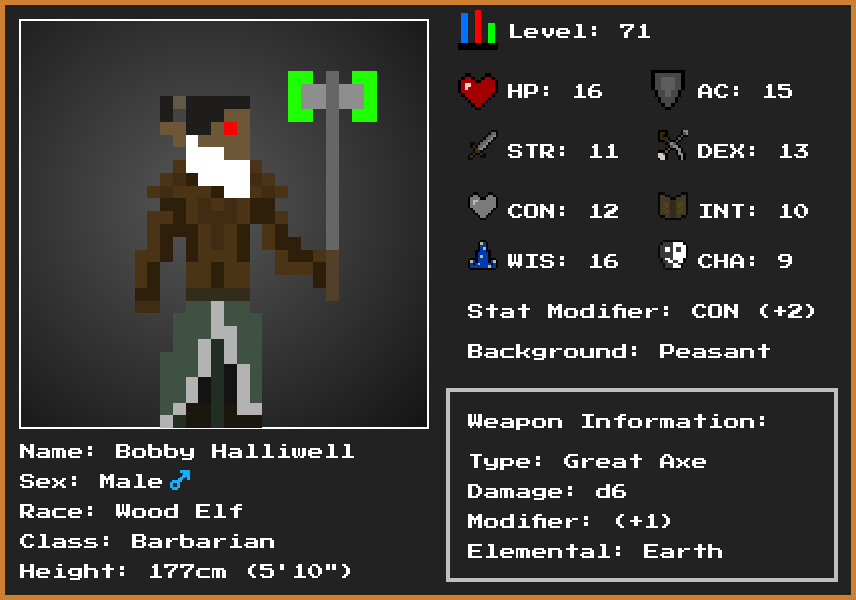 Level: 71
HP: 16
AC: 15
STR: 11
DEX: 13
CON: 12
INT: 10
WIS: 16
CHA: 9
Stat Modifier: CON (+2)
Background: Peasant
Weapon Information:
Type: Great Axe
Damage: d6
Modifier: (+1)
Elemental: Earth
Name: Bobby Halliwell
Sex: Male♂
Race: Wood Elf
Class: Barbarian
Height: 177cm (5'10")